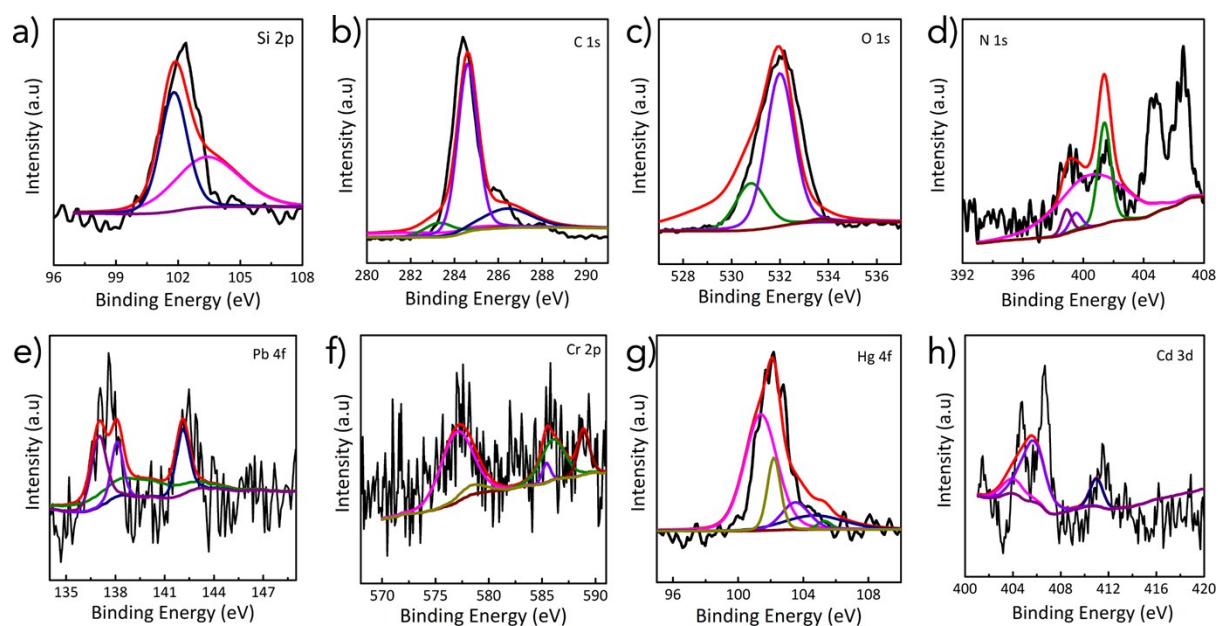 a)
Si 2p
Intensity (a.u)
96 99 102 105 108
Binding Energy (eV)
b)
C 1s
Intensity (a.u)
280 282 284 286 288 290
Binding Energy (eV)
c)
O 1s
Intensity (a.u)
528 530 532 534 536
Binding Energy (eV)
d)
N 1s
Intensity (a.u)
392 396 400 404 408
Binding Energy (eV)
e)
Pb 4f
Intensity (a.u)
135 138 141 144 147
Binding Energy (eV)
f)
Cr 2p
Intensity (a.u)
570 575 580 585 590
Binding Energy (eV)
g)
Hg 4f
Intensity (a.u)
96 100 104 108
Binding Energy (eV)
h)
Cd 3d
Intensity (a.u)
400 404 408 412 416 420
Binding Energy (eV)